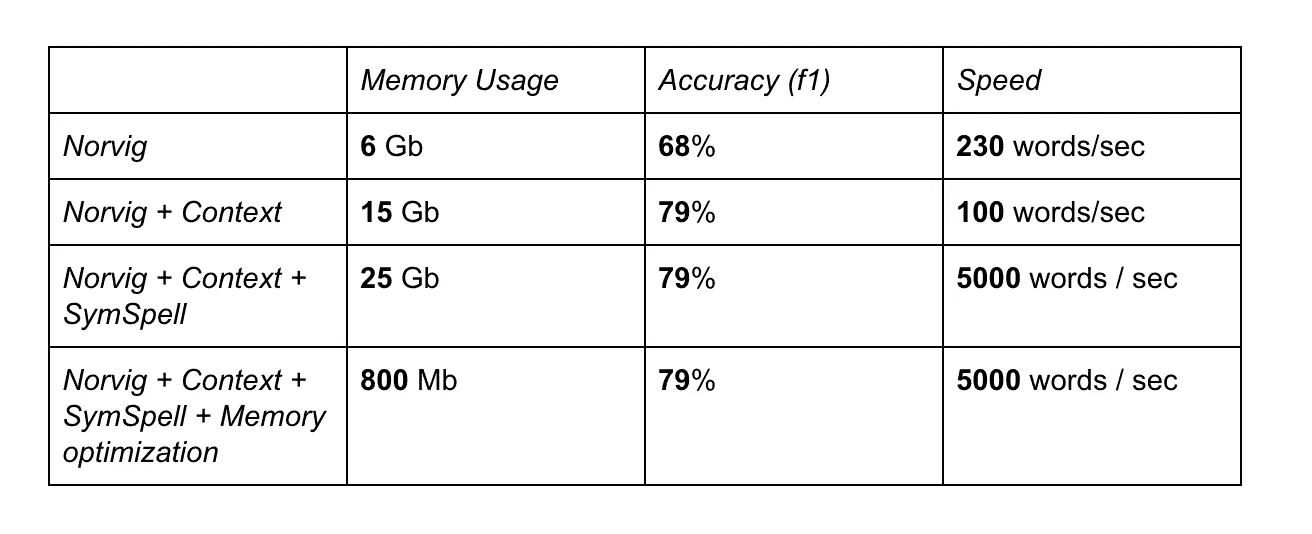 Memory Usage Accuracy (f1) Speed
Norvig 6 Gb 68% 230 words/sec
Norvig + Context 15 Gb 79% 100 words/sec
Norvig + Context + 25 Gb 79% 5000 words / sec
SymSpell
Norvig + Context + 800 Mb 79% 5000 words / sec
SymSpell + Memory
optimization